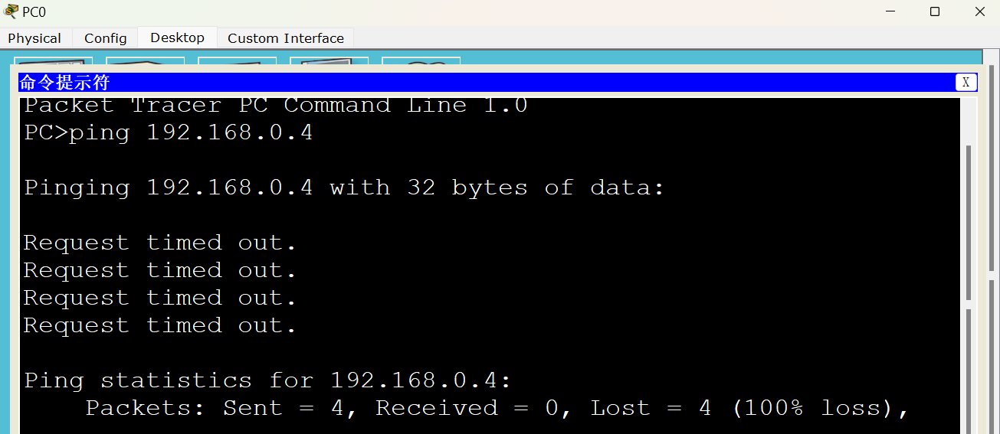 PC0
Physical Config Desktop Custom Interface
命令提示符 X
Packet Tracer PC Command Line 1.0
PC>ping 192.168.0.4
Pinging 192.168.0.4 with 32 bytes of data:
Request timed out.
Request timed out.
Request timed out.
Request timed out.
Ping statistics for 192.168.0.4:
Packets: Sent = 4, Received = 0, Lost = 4 (100% loss),